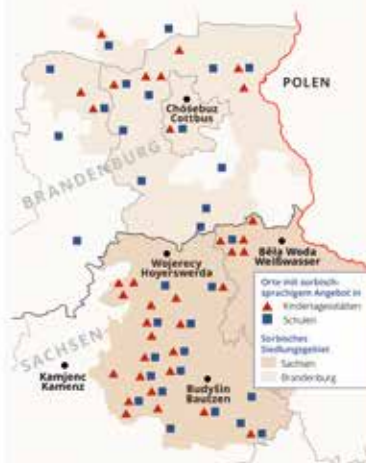 POLEN
Chóśebuz
Cottbus
BRANDENBURG
Wojerecy
Hoyerswerda
Běła Woda
Weißwasser
SACHSEN
Kamjenc
Kamenz
Budyšin
Bautzen
Orte mit sorbisch-
sprachigem Angebot in
Kindertagesstätten
Schulen
Sorbisches
Siedlungsgebiet
Sachsen
Brandenburg